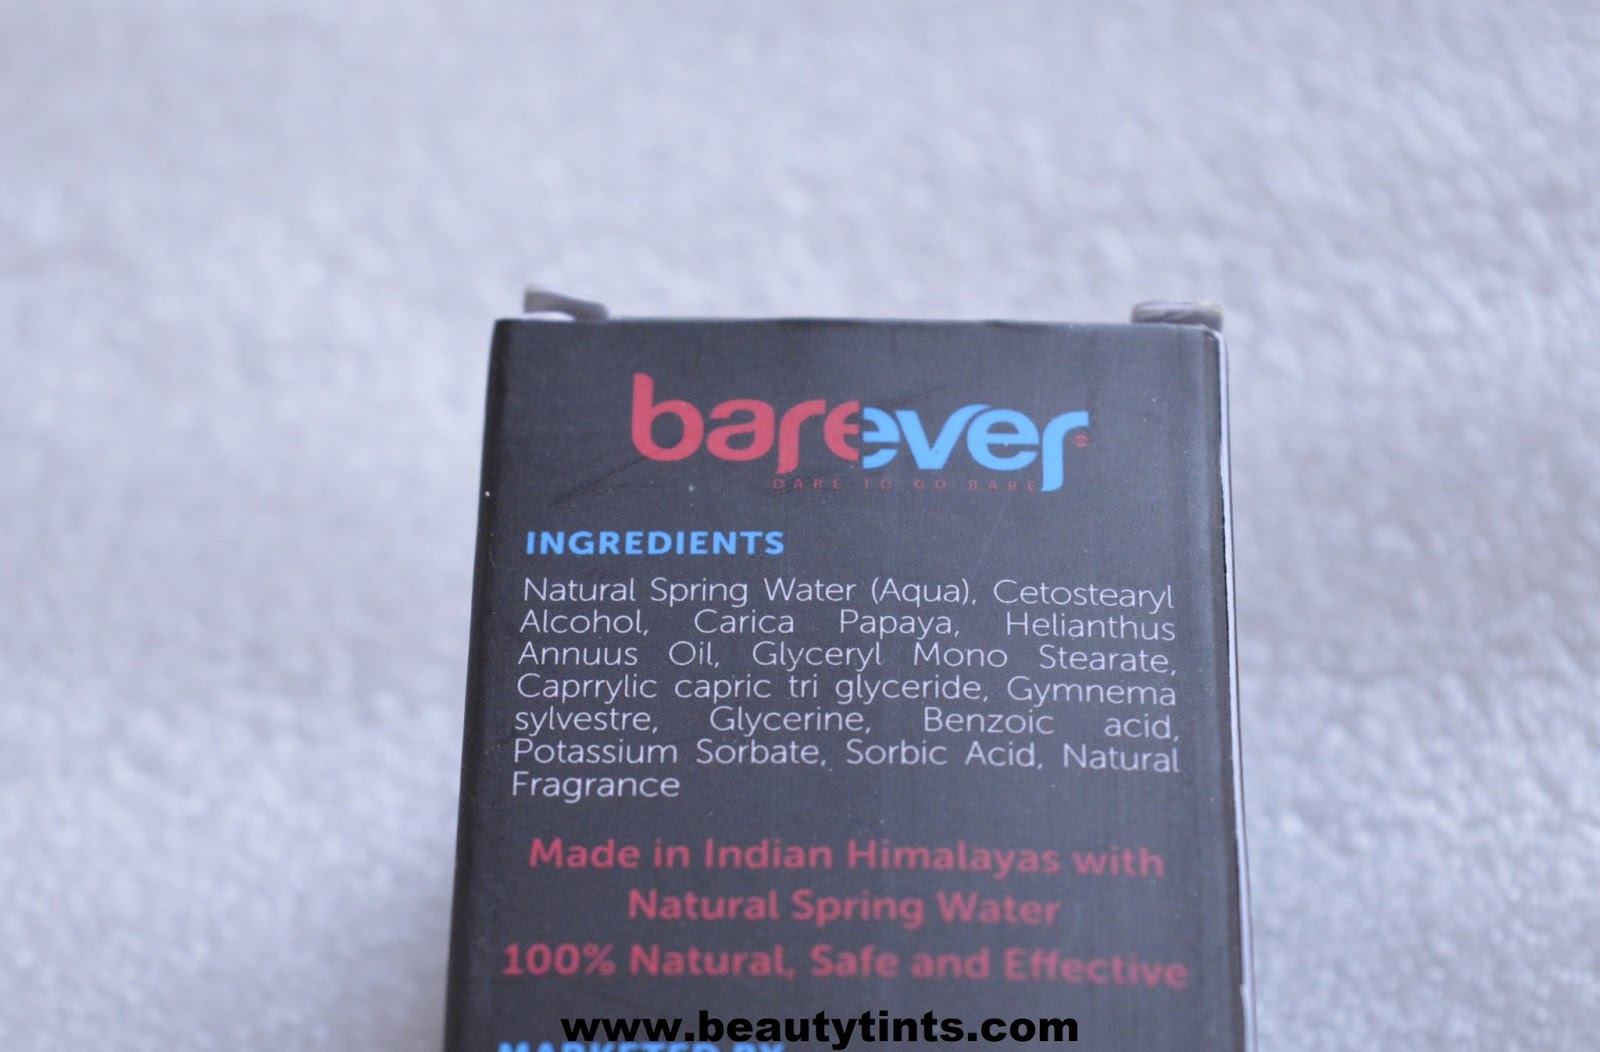 barever
DARE TO GO BARE
INGREDIENTS
Natural Spring Water (Aqua), Cetostearyl
Alcohol, Carica Papaya, Helianthus
Annuus Oil, Glyceryl Mono Stearate,
Caprrylic capric tri glyceride, Gymnema
sylvestre, Glycerine, Benzoic acid,
Potassium Sorbate, Sorbic Acid, Natural
Fragrance
Made in Indian Himalayas with
Natural Spring Water
100% Natural, Safe and Effective
www.beautytints.com
MARKETED BY